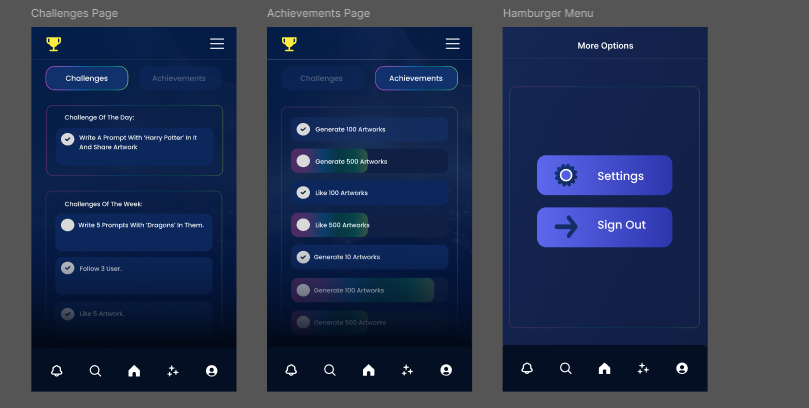 Challenges Page
Challenges
Achievements
Challenge Of The Day:
Write A Prompt With 'Harry Potter' In It
And Share Artwork
Challenges Of The Week:
Write 5 Prompts With 'Dragons' In Them.
Follow 3 User.
Like 5 Artwork.
Achievements Page
Challenges
Achievements
Generate 100 Artworks
Generate 500 Artworks
Like 100 Artworks
Like 500 Artworks
Generate 10 Artworks
Generate 100 Artworks
Generate 500 Artworks
Hamburger Menu
More Options
Settings
Sign Out